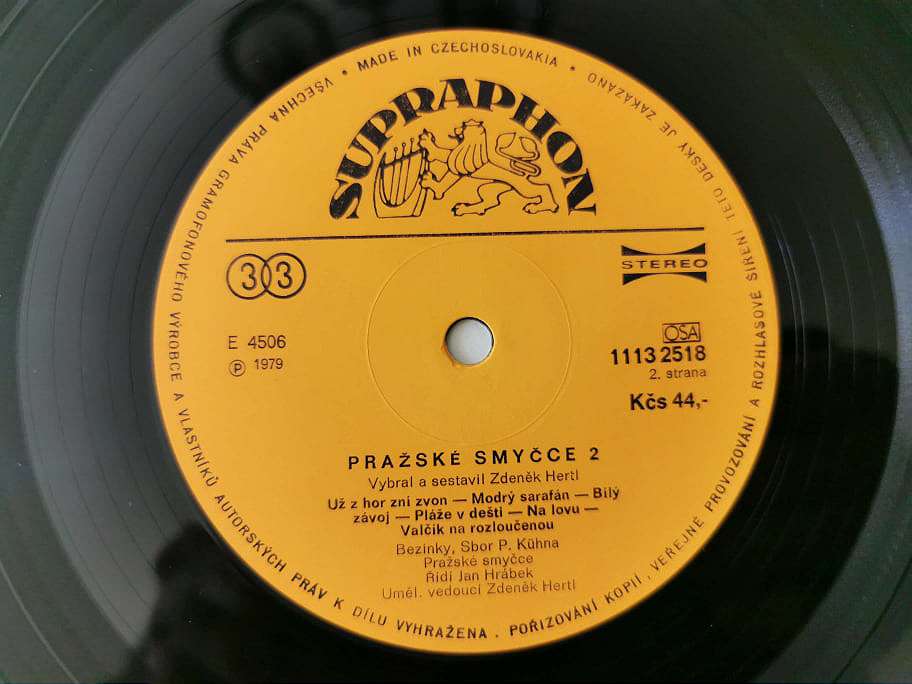 VŠECHNA PRÁVA GRAMOFONOVÉHO VÝROBCE A VLASTNÍKŮ AUTORSKÝCH PRÁV K DÍLU VYHRAŽENA . POŘIZOVÁNÍ KOPIÍ, VEŘEJNÉ PROVOZOVÁNÍ A ROZHLASOVÉ ŠÍŘENÍ TÉTO DESKY JE ZAKÁZÁNO
• MADE IN CZECHOSLOVAKIA •
SUPRAPHON
33
STEREO
E 4506
℗ 1979
OSA
1113 2518
2. strana
Kčs 44,-
PRAŽSKÉ SMYČCE 2
Vybral a sestavil Zdeněk Hertl
Už z hor zní zvon — Modrý sarafán — Bílý
závoj — Pláže v dešti — Na lovu —
Valčík na rozloučenou
Bezinky, Sbor P. Kühna
Pražské smyčce
Řídí Jan Hrábek
Uměl. vedoucí Zdeněk Hertl